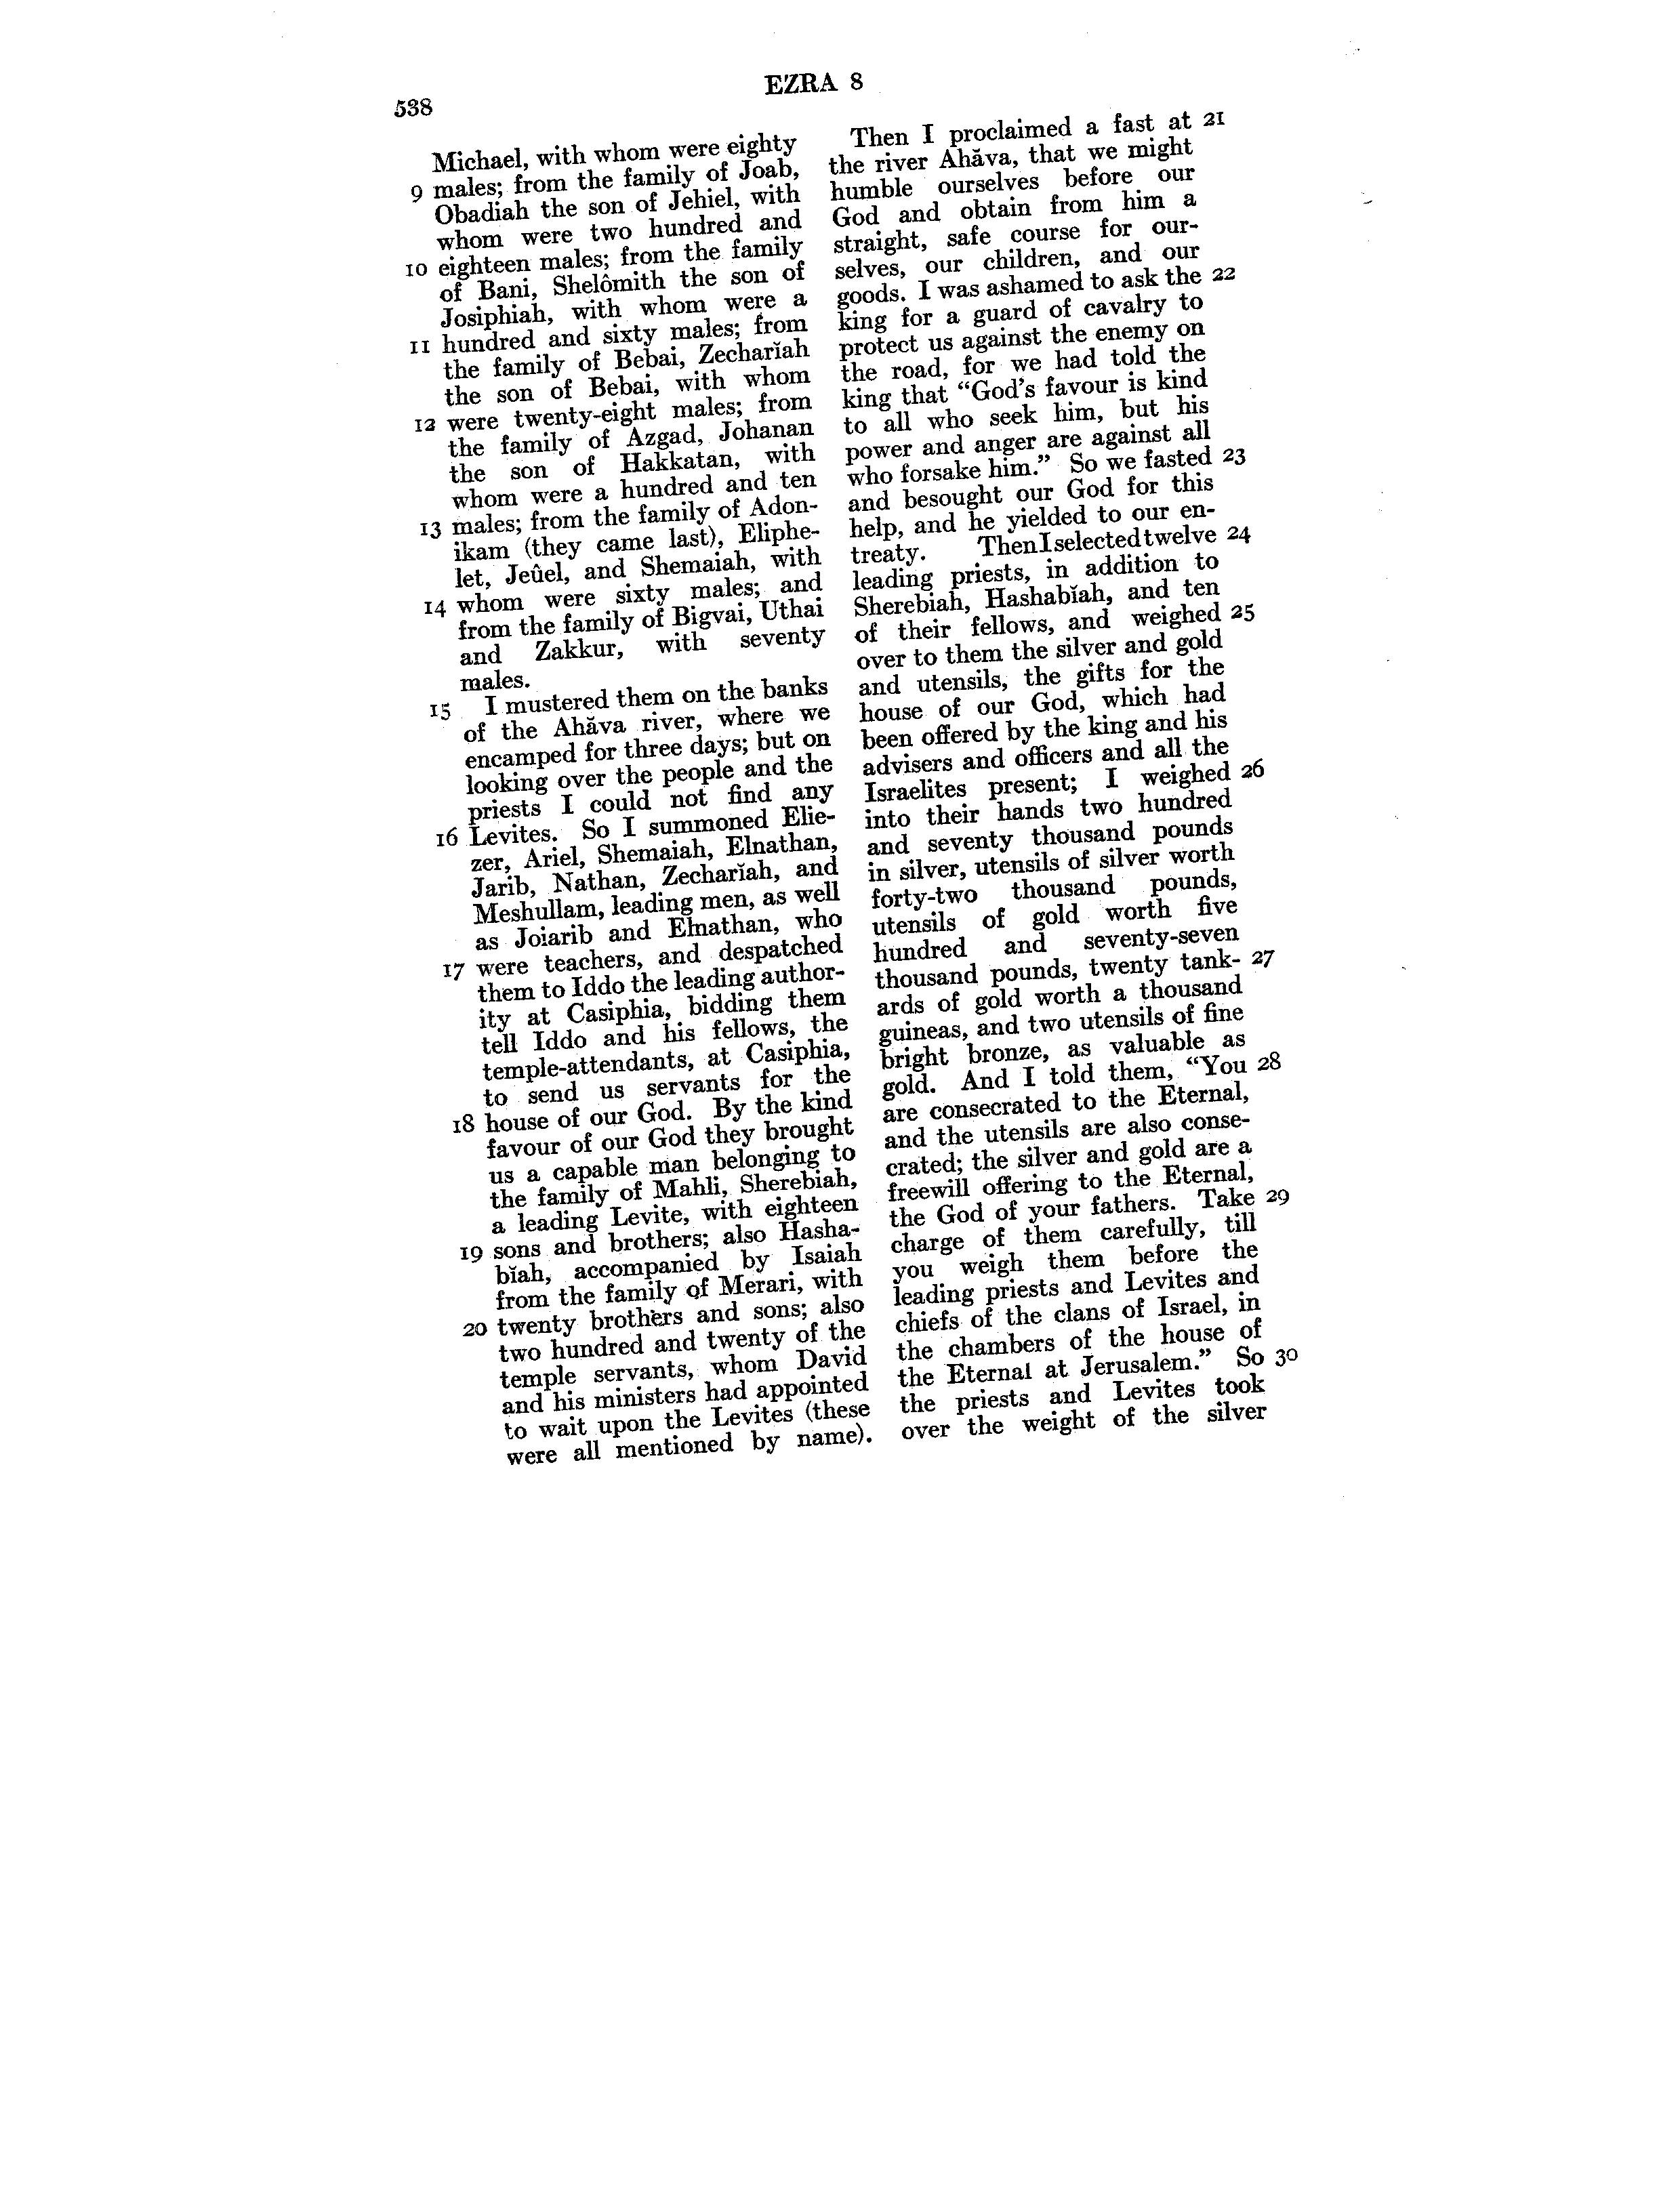 538
EZRA 8
Michael, with whom were eighty
9 males; from the family of Joab,
Obadiah the son of Jehiel, with
whom were two hundred and
10 eighteen males; from the family
of Bani, Shelômith the son of
Josiphiah, with whom were a
11 hundred and sixty males; from
the family of Bebai, Zecharĭah
the son of Bebai, with whom
12 were twenty-eight males; from
the family of Azgad, Johanan
the son of Hakkatan, with
whom were a hundred and ten
13 males; from the family of Adon-
ikam (they came last), Eliphe-
let, Jeûel, and Shemaiah, with
14 whom were sixty males; and
from the family of Bigvai, Uthai
and Zakkur, with seventy
males.
15 I mustered them on the banks
of the Ahăva river, where we
encamped for three days; but on
looking over the people and the
priests I could not find any
16 Levites. So I summoned Elie-
zer, Ariel, Shemaiah, Elnathan,
Jarib, Nathan, Zecharĭah, and
Meshullam, leading men, as well
as Joiarib and Elnathan, who
17 were teachers, and despatched
them to Iddo the leading author-
ity at Casiphia, bidding them
tell Iddo and his fellows, the
temple-attendants, at Casiphia,
to send us servants for the
18 house of our God. By the kind
favour of our God they brought
us a capable man belonging to
the family of Mahli, Sherebiah,
a leading Levite, with eighteen
19 sons and brothers; also Hasha-
bĭah, accompanied by Isaiah
from the family of Merari, with
20 twenty brothers and sons; also
two hundred and twenty of the
temple servants, whom David
and his ministers had appointed
to wait upon the Levites (these
were all mentioned by name).
Then I proclaimed a fast at 21
the river Ahăva, that we might
humble ourselves before our
God and obtain from him a
straight, safe course for our-
selves, our children, and our
goods. I was ashamed to ask the 22
king for a guard of cavalry to
protect us against the enemy on
the road, for we had told the
king that “God’s favour is kind
to all who seek him, but his
power and anger are against all
who forsake him.” So we fasted 23
and besought our God for this
help, and he yielded to our en-
treaty. Then I selected twelve 24
leading priests, in addition to
Sherebiah, Hashabĭah, and ten
of their fellows, and weighed 25
over to them the silver and gold
and utensils, the gifts for the
house of our God, which had
been offered by the king and his
advisers and officers and all the
Israelites present; I weighed 26
into their hands two hundred
and seventy thousand pounds
in silver, utensils of silver worth
forty-two thousand pounds,
utensils of gold worth five
hundred and seventy-seven
thousand pounds, twenty tank- 27
ards of gold worth a thousand
guineas, and two utensils of fine
bright bronze, as valuable as
gold. And I told them, “You 28
are consecrated to the Eternal,
and the utensils are also conse-
crated; the silver and gold are a
freewill offering to the Eternal,
the God of your fathers. Take 29
charge of them carefully, till
you weigh them before the
leading priests and Levites and
chiefs of the clans of Israel, in
the chambers of the house of
the Eternal at Jerusalem.” So 30
the priests and Levites took
over the weight of the silver